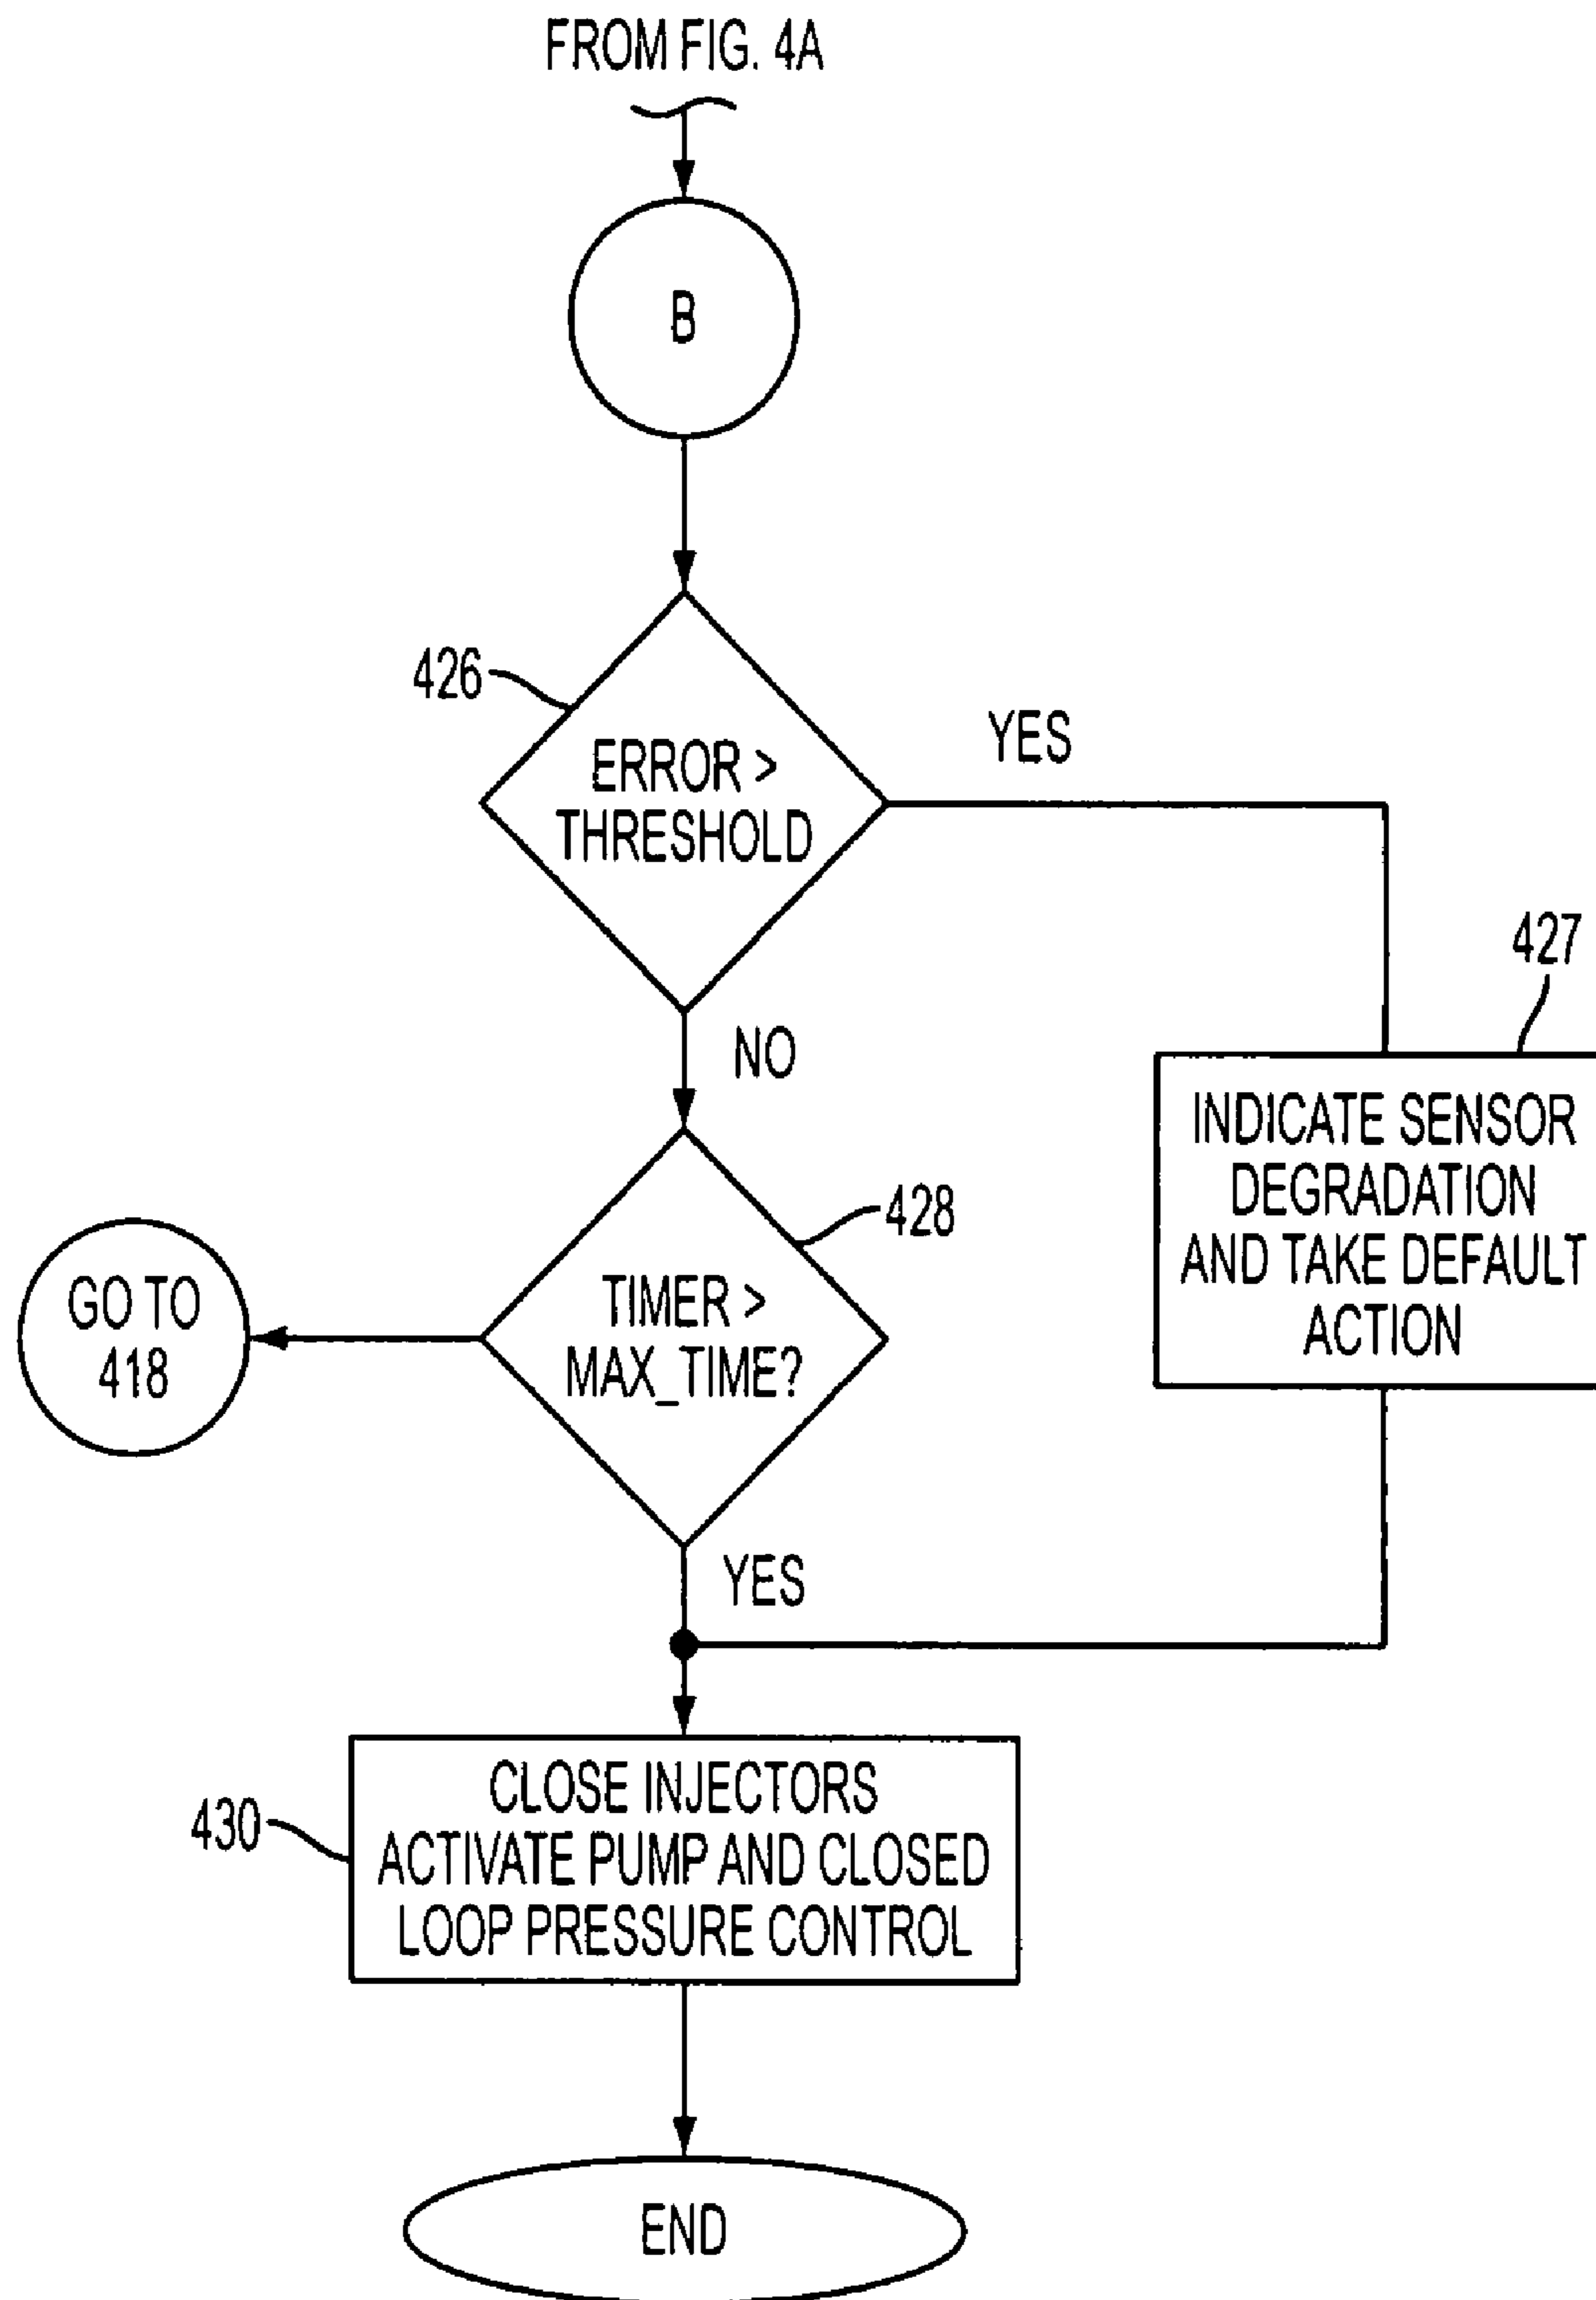 FROM FIG. 4A
B
426
ERROR >
THRESHOLD
YES
427
NO
INDICATE SENSOR
DEGRADATION
AND TAKE DEFAULT
ACTION
428
GO TO
418
TIMER >
MAX_TIME?
YES
430
CLOSE INJECTORS
ACTIVATE PUMP AND CLOSED
LOOP PRESSURE CONTROL
END